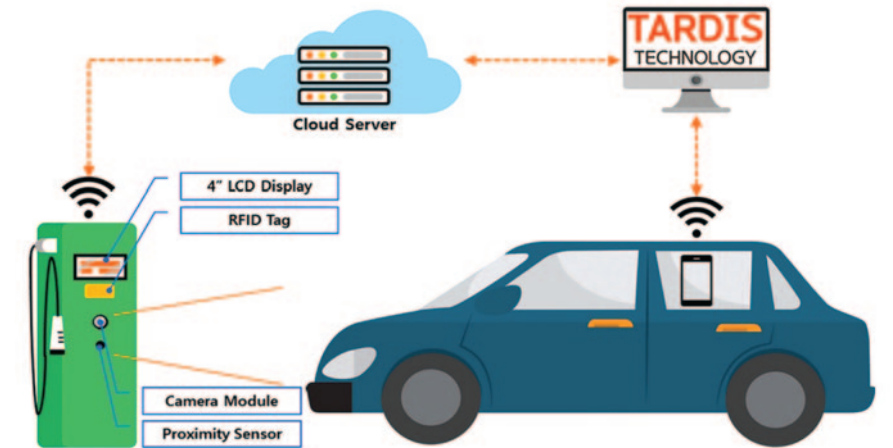 TARDIS
TECHNOLOGY
Cloud Server
4” LCD Display
RFID Tag
Camera Module
Proximity Sensor